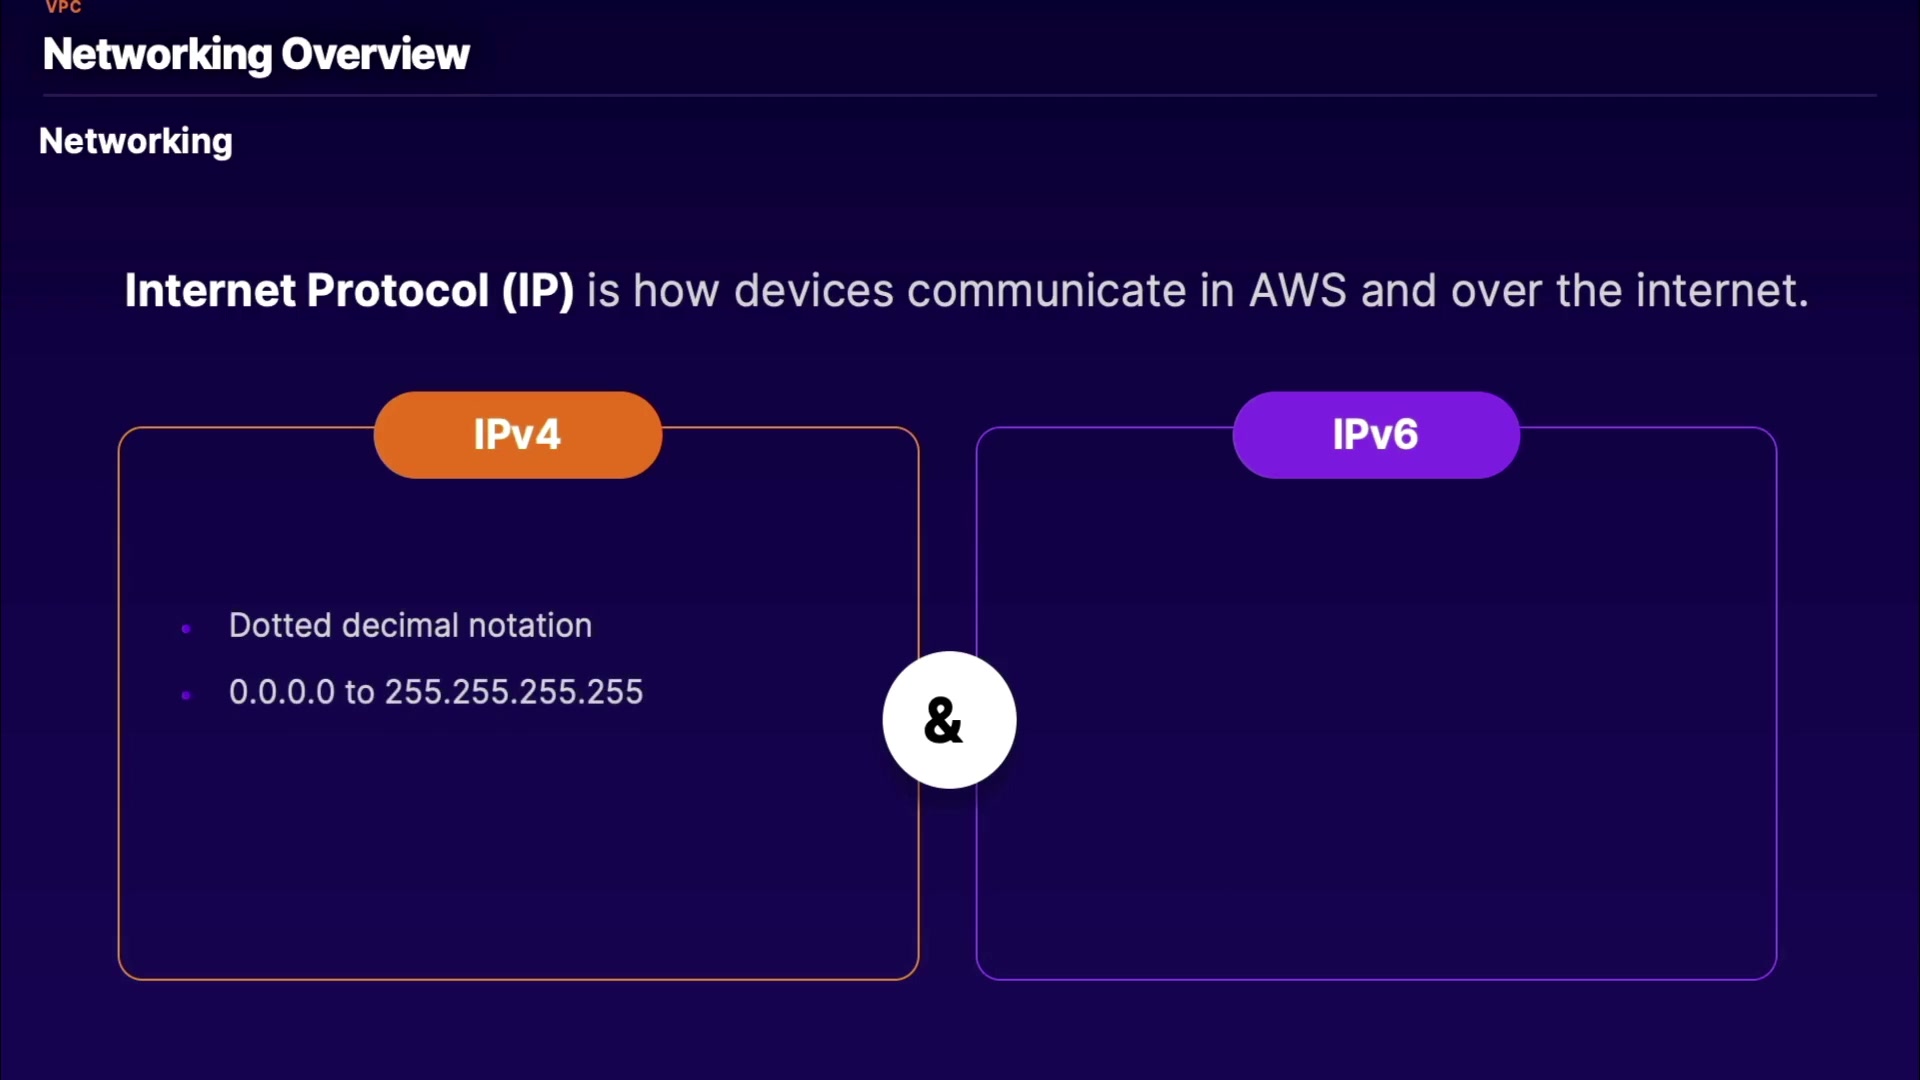 VPC
Networking Overview
Networking
Internet Protocol (IP) is how devices communicate in AWS and over the internet.
IPv4
IPv6
• Dotted decimal notation
• 0.0.0.0 to 255.255.255.255
&